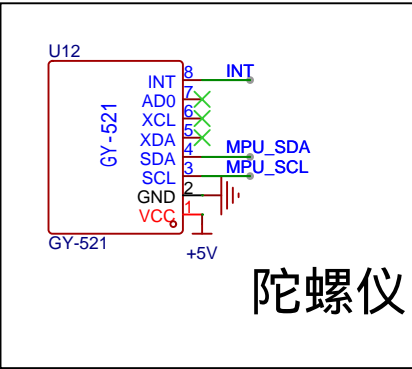 U12
GY-521
INT 8 INT
AD0 7
XCL 6
XDA 5
SDA 4 MPU_SDA
SCL 3 MPU_SCL
GND 2
VCC 1
GY-521
+5V
陀螺仪